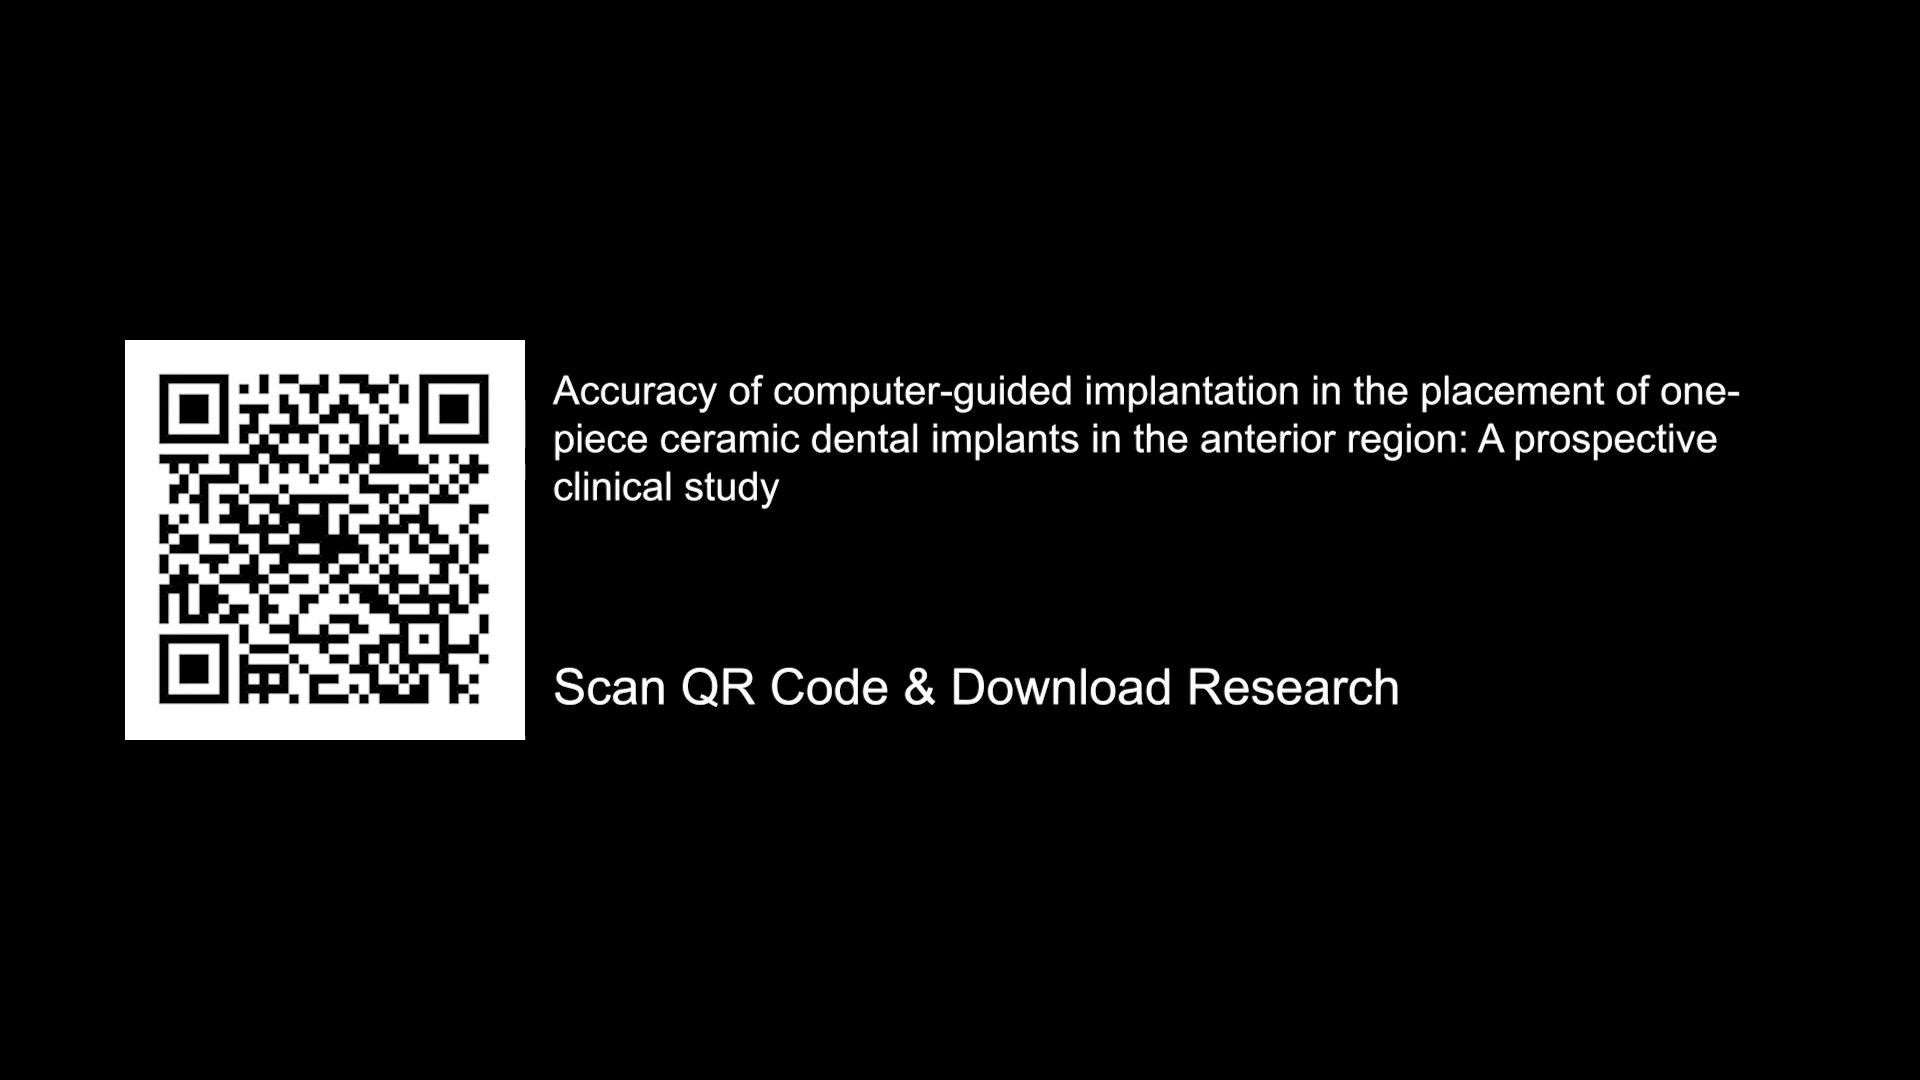 Accuracy of computer-guided implantation in the placement of one-
piece ceramic dental implants in the anterior region: A prospective
clinical study
Scan QR Code & Download Research